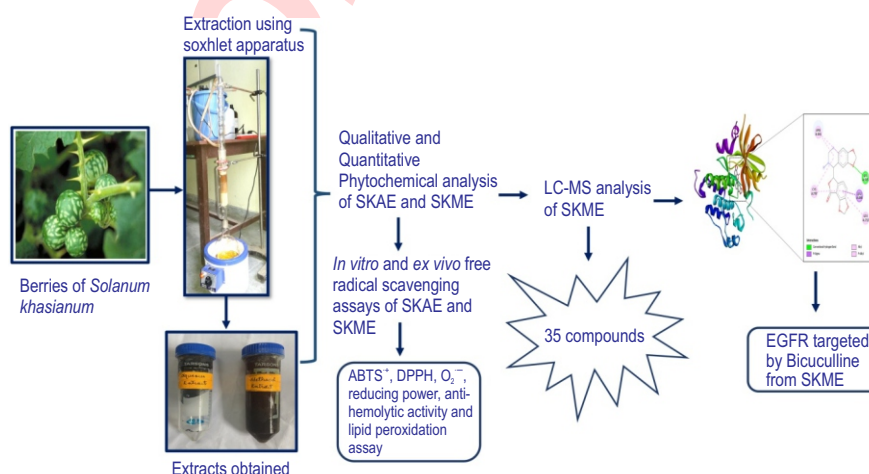 Extraction using
soxhlet apparatus
Berries of Solanum
khasianum
Extracts obtained
Qualitative and
Quantitative
Phytochemical analysis
of SKAE and SKME
In vitro and ex vivo free
radical scavenging
assays of SKAE and
SKME
ABTS⁺, DPPH, O₂˙⁻,
reducing power, anti-
hemolytic activity and
lipid peroxidation
assay
LC-MS analysis
of SKME
35 compounds
EGFR targeted
by Bicuculline
from SKME